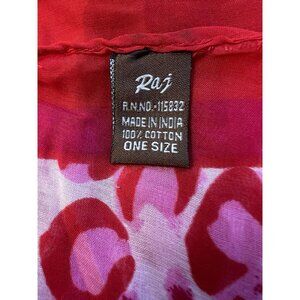 Raj
R.N.NO.-115832
MADE IN INDIA
100% COTTON
ONE SIZE